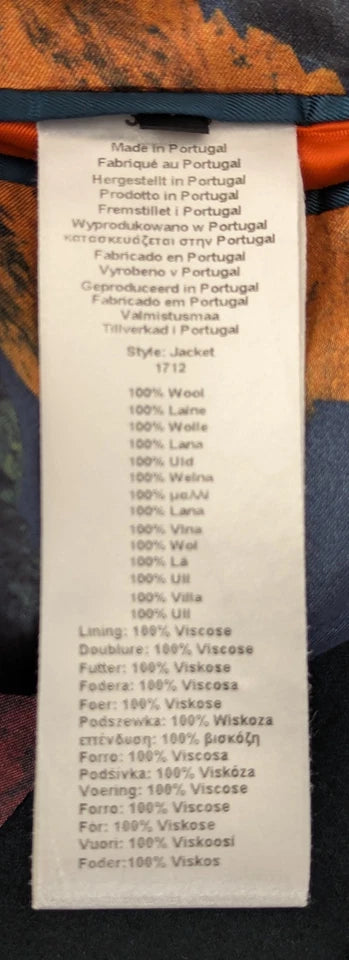 Made in Portugal
Fabriqué au Portugal
Hergestellt in Portugal
Prodotto in Portugal
Fremstillet i Portugal
Wyprodukowano w Portugal
κατασκευάζεται στην Portugal
Fabricado en Portugal
Vyrobeno v Portugal
Geproduceerd in Portugal
Fabricado em Portugal
Valmistusmaa
Tillverkad i Portugal
Style: Jacket
1712
100% Wool
100% Laine
100% Wolle
100% Lana
100% Uld
100% Welna
100% μαλλί
100% Lana
100% Vlna
100% Wol
100% Lã
100% Ull
100% Villa
100% Ull
Lining: 100% Viscose
Doublure: 100% Viscose
Futter: 100% Viskose
Fodera: 100% Viscosa
Foer: 100% Viskose
Podszewka: 100% Wiskoza
επένδυση: 100% βισκόζη
Forro: 100% Viscosa
Podsivka: 100% Viskóza
Voering: 100% Viscose
Forro: 100% Viscose
For: 100% Viskose
Vuori: 100% Viskoosi
Foder:100% Viskos